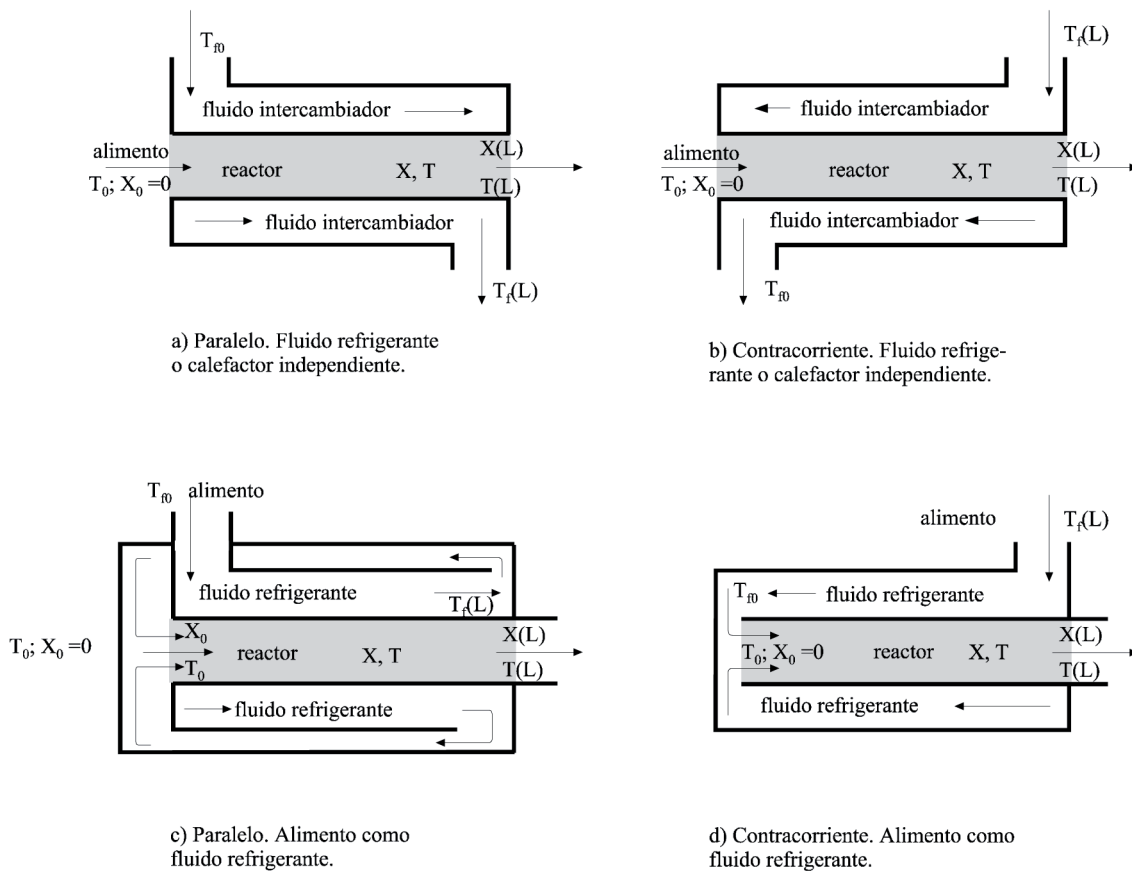 T_f0
fluido intercambiador
alimento
T_0; X_0 =0
reactor
X, T
X(L)
T(L)
fluido intercambiador
T_f(L)
a) Paralelo. Fluido refrigerante
o calefactor independiente.
T_f(L)
fluido intercambiador
alimento
T_0; X_0 =0
reactor
X, T
X(L)
T(L)
fluido intercambiador
T_f0
b) Contracorriente. Fluido refrige-
rante o calefactor independiente.
T_f0 alimento
fluido refrigerante
T_f(L)
T_0; X_0 =0
X_0
T_0
reactor
X, T
X(L)
T(L)
fluido refrigerante
c) Paralelo. Alimento como
fluido refrigerante.
alimento
T_f(L)
T_f0
fluido refrigerante
T_0; X_0 =0
reactor
X, T
X(L)
T(L)
fluido refrigerante
d) Contracorriente. Alimento como
fluido refrigerante.